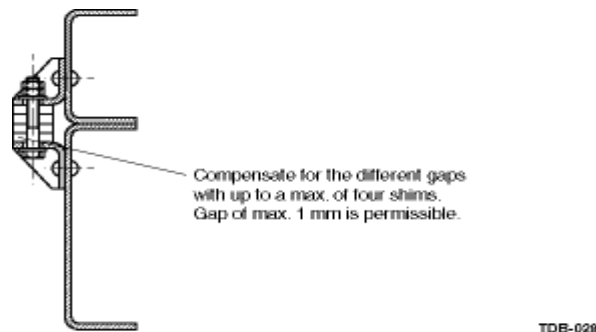 Compensate for the different gaps
with up to a max. of four shims.
Gap of max. 1 mm is permissible.
TDB-028